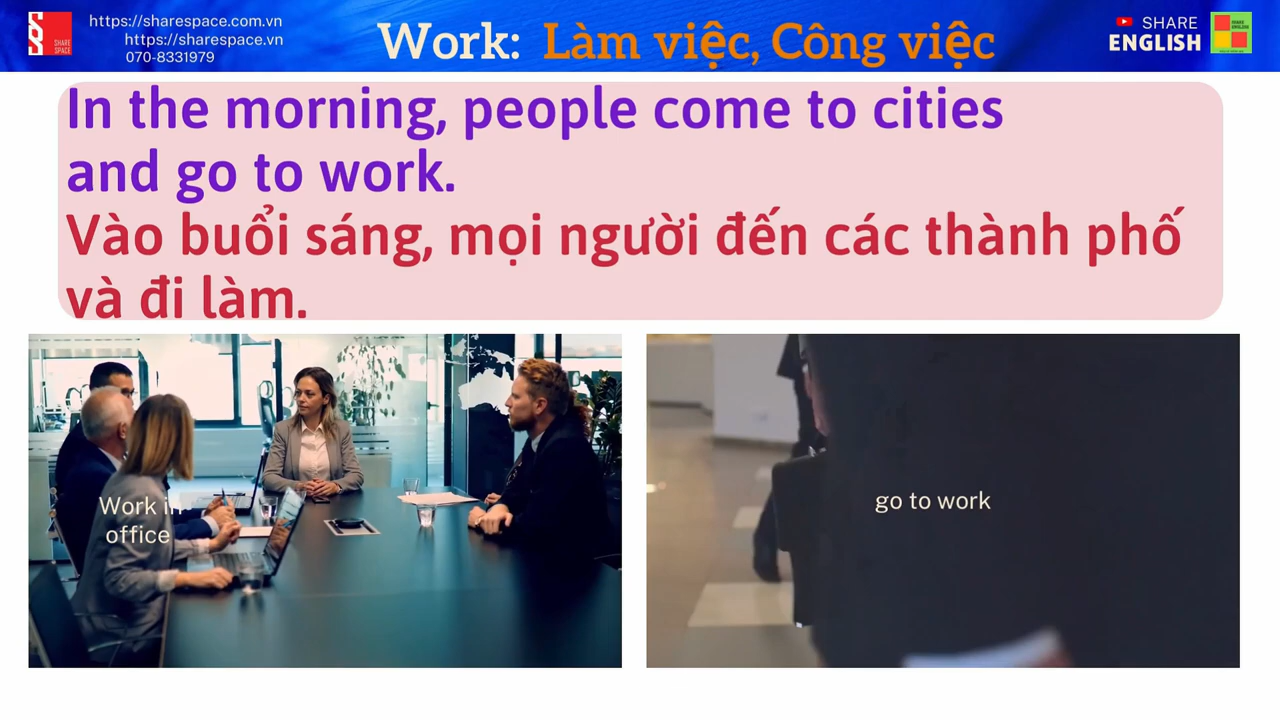 https://sharespace.com.vn
https://sharespace.vn
070-8331979
SHARE
SPACE
Work: Làm việc, Công việc
SHARE
ENGLISH
In the morning, people come to cities
and go to work.
Vào buổi sáng, mọi người đến các thành phố
và đi làm.
Work in
office
go to work